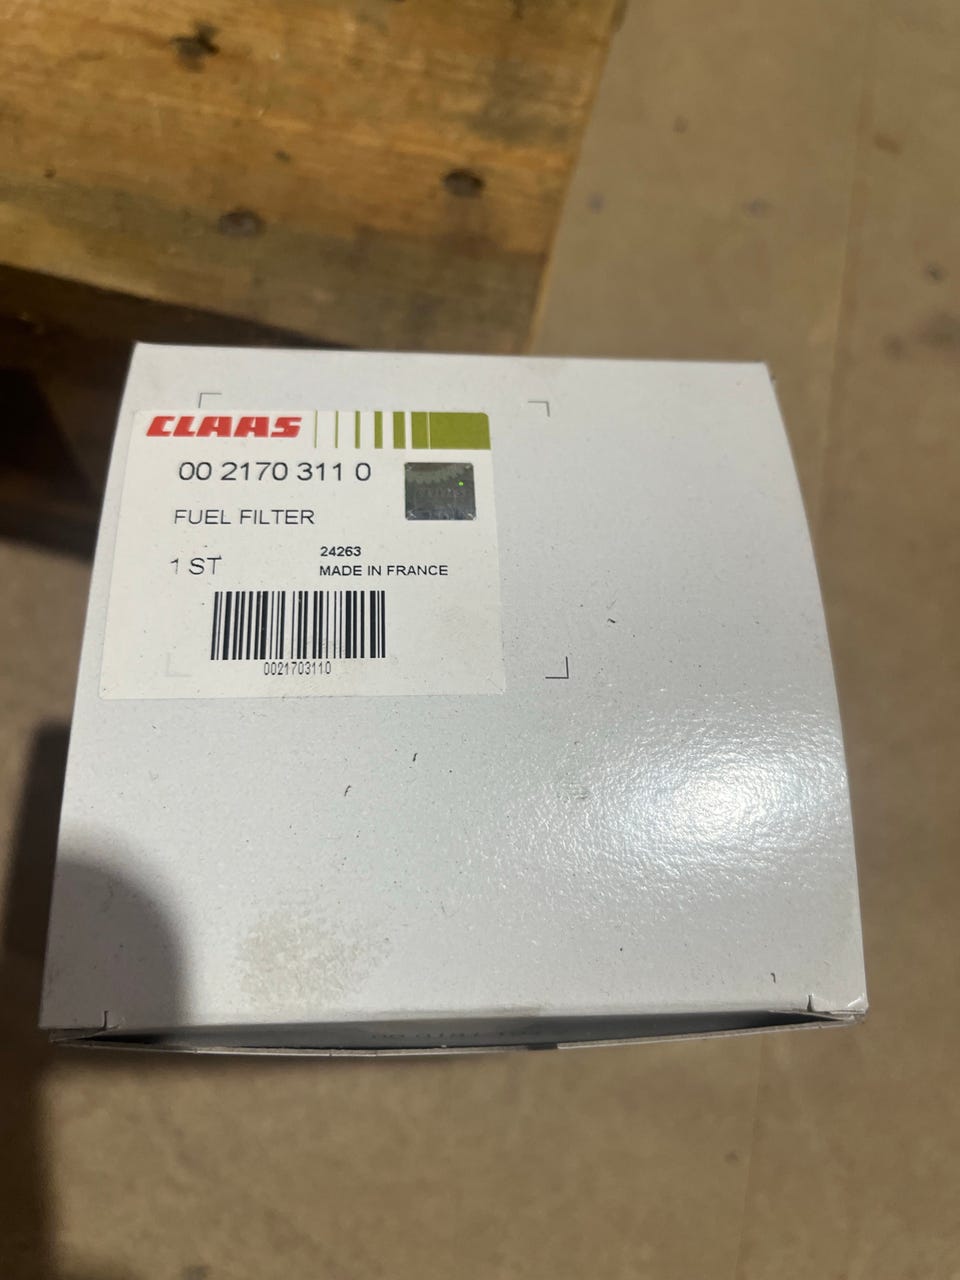 CLAAS
00 2170 311 0
FUEL FILTER
1 ST
24263
MADE IN FRANCE
0021703110